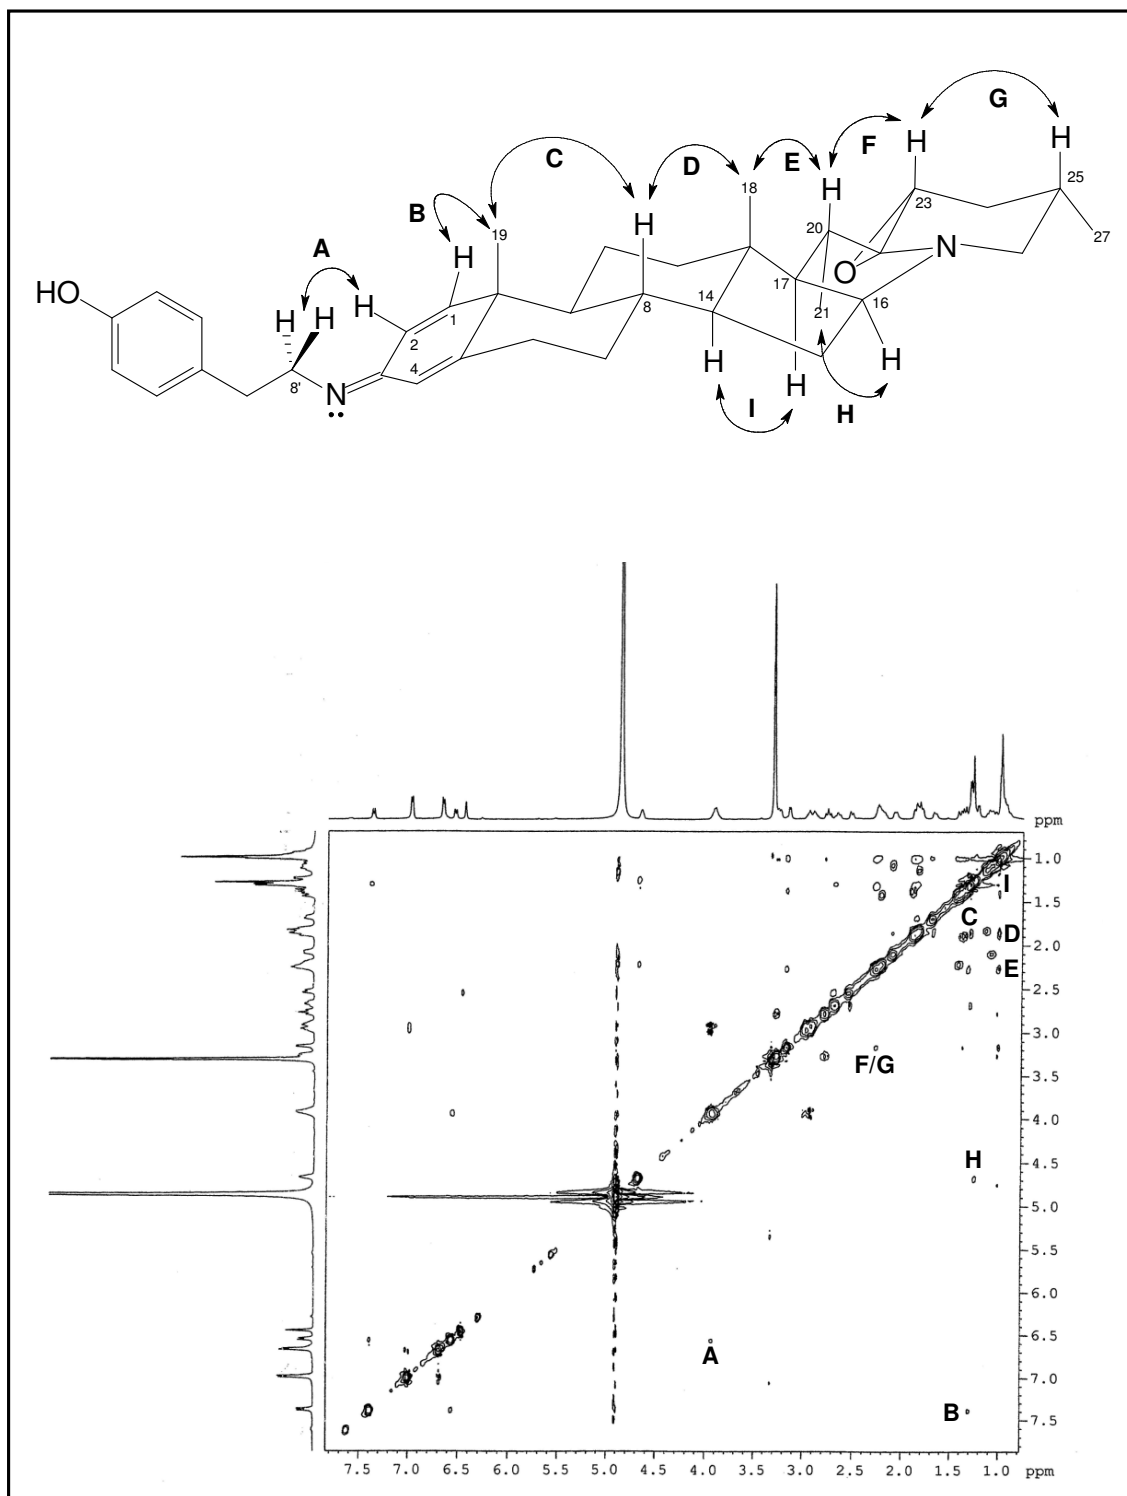 G
H
H
F
E
C
D
18
H
25
H
23
B
19
20
27
A
H
N
HO
H
O
H
H
17
1
14
16
8
21
2
H
4
H
8'
N
H
I
H
ppm
1.0
I
1.5
C
D
2.0
E
2.5
3.0
F/G
3.5
4.0
H
4.5
5.0
5.5
6.0
6.5
A
7.0
B
7.5
7.5 7.0 6.5 6.0 5.5 5.0 4.5 4.0 3.5 3.0 2.5 2.0 1.5 1.0 ppm